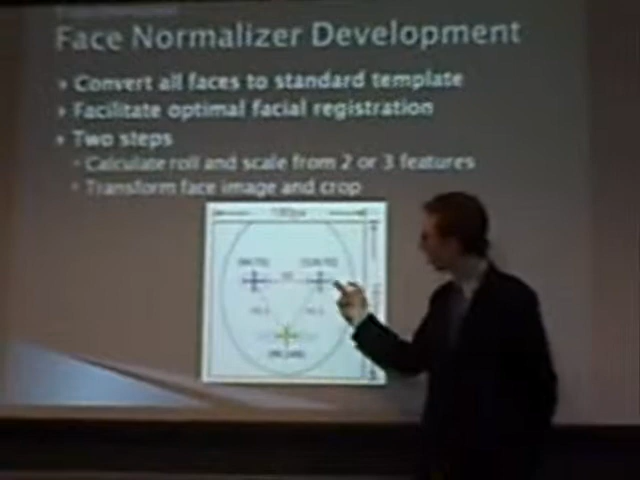 Face Normalizer Development
Convert all faces to standard template
Facilitate optimal facial registration
Two steps
Calculate roll and scale from 2 or 3 features
Transform face image and crop